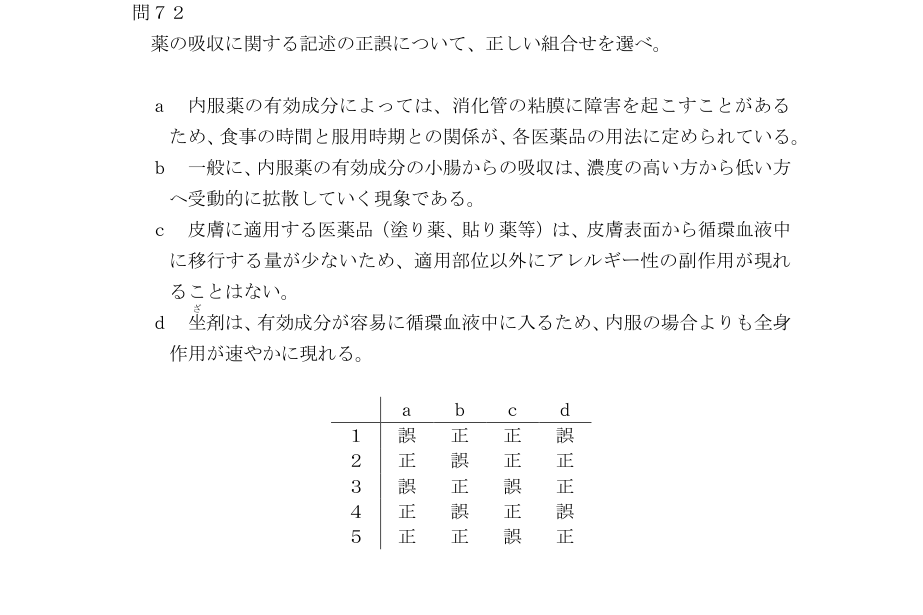 問７２
薬の吸収に関する記述の正誤について、正しい組合せを選べ。
a　内服薬の有効成分によっては、消化管の粘膜に障害を起こすことがある
ため、食事の時間と服用時期との関係が、各医薬品の用法に定められている。
b　一般に、内服薬の有効成分の小腸からの吸収は、濃度の高い方から低い方
へ受動的に拡散していく現象である。
c　皮膚に適用する医薬品（塗り薬、貼り薬等）は、皮膚表面から循環血液中
に移行する量が少ないため、適用部位以外にアレルギー性の副作用が現れ
ることはない。
ざ
d　坐剤は、有効成分が容易に循環血液中に入るため、内服の場合よりも全身
作用が速やかに現れる。
a b c d
1 誤 正 正 誤
2 正 誤 正 正
3 誤 正 誤 正
4 正 誤 正 誤
5 正 正 誤 正